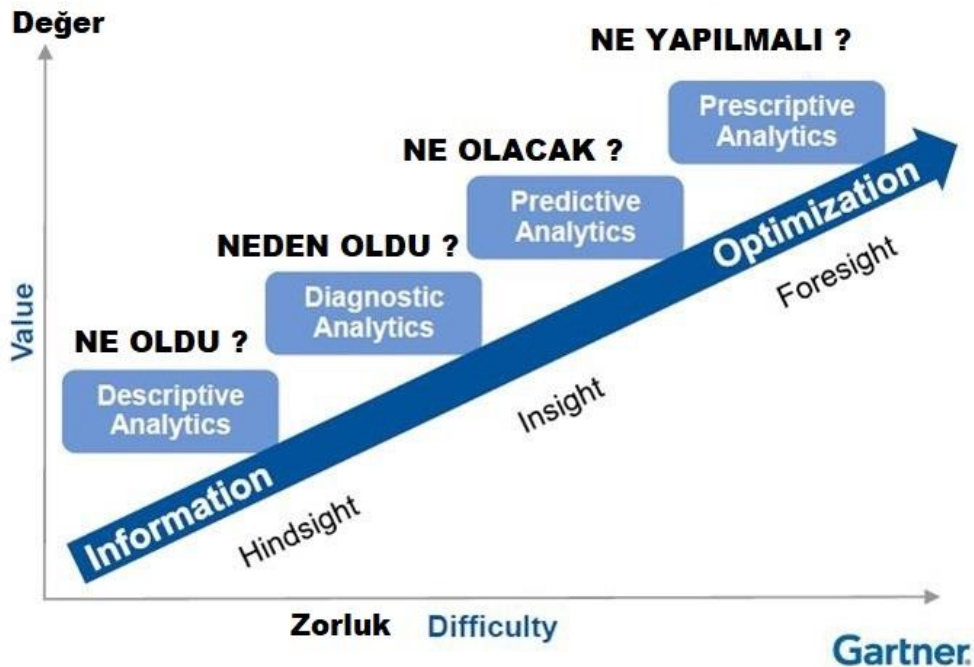 Değer
NE YAPILMALI ?
Prescriptive
Analytics
NE OLACAK ?
Predictive
Analytics
NEDEN OLDU ?
Diagnostic
Analytics
NE OLDU ?
Descriptive
Analytics
Value
Information
Optimization
Hindsight
Insight
Foresight
Zorluk Difficulty
Gartner